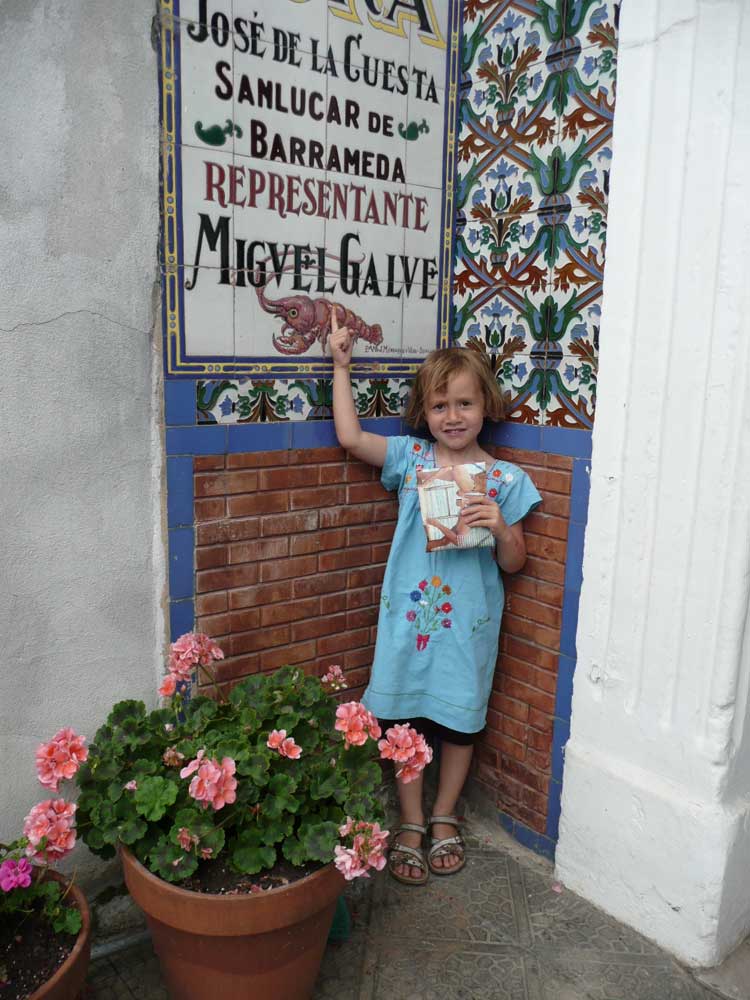 JOSÉ DE LA CUESTA
SANLUCAR DE
BARRAMEDA
REPRESENTANTE
MIGVEL GALVE